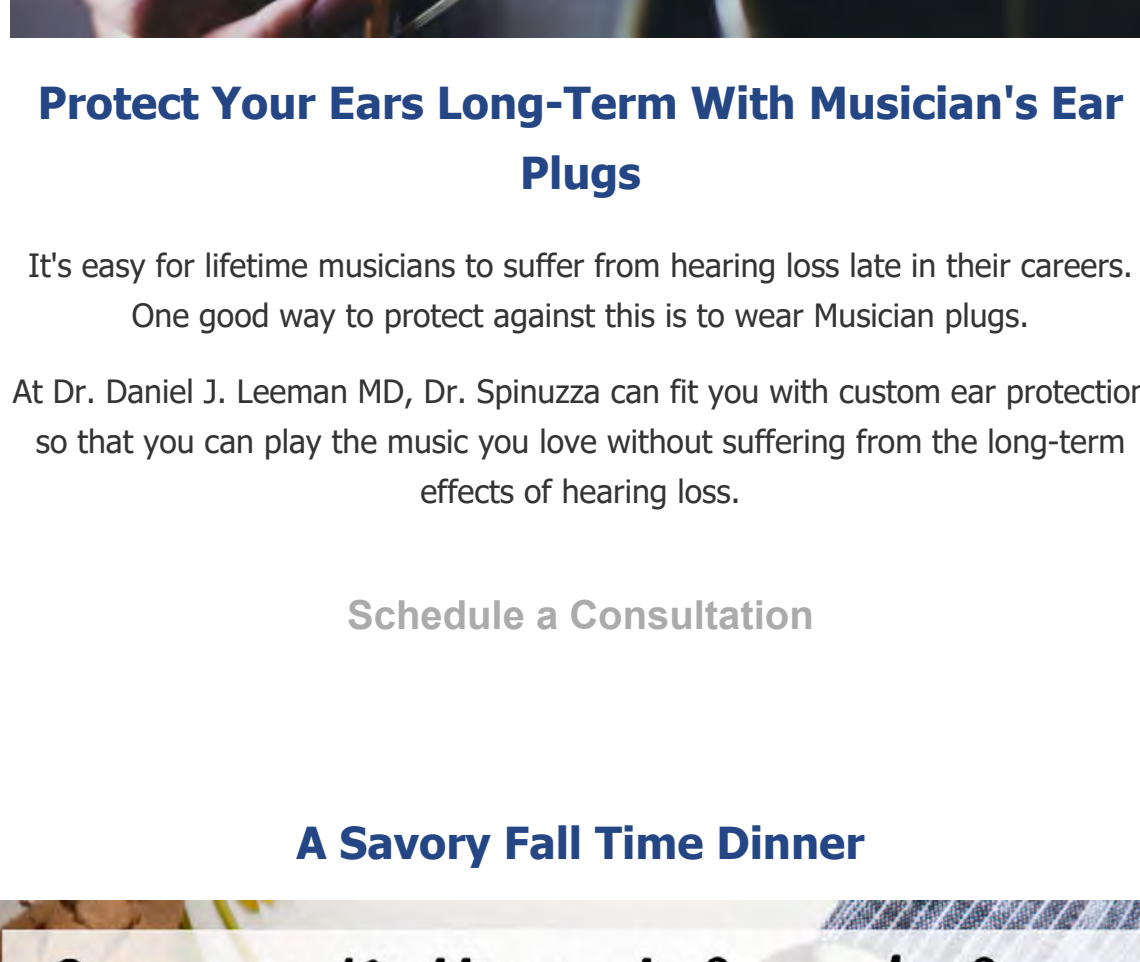 Protect Your Ears Long-Term With Musician's Ear
Plugs
It's easy for lifetime musicians to suffer from hearing loss late in their careers.
One good way to protect against this is to wear Musician plugs.
At Dr. Daniel J. Leeman MD, Dr. Spinuzza can fit you with custom ear protection
so that you can play the music you love without suffering from the long-term
effects of hearing loss.
Schedule a Consultation
A Savory Fall Time Dinner